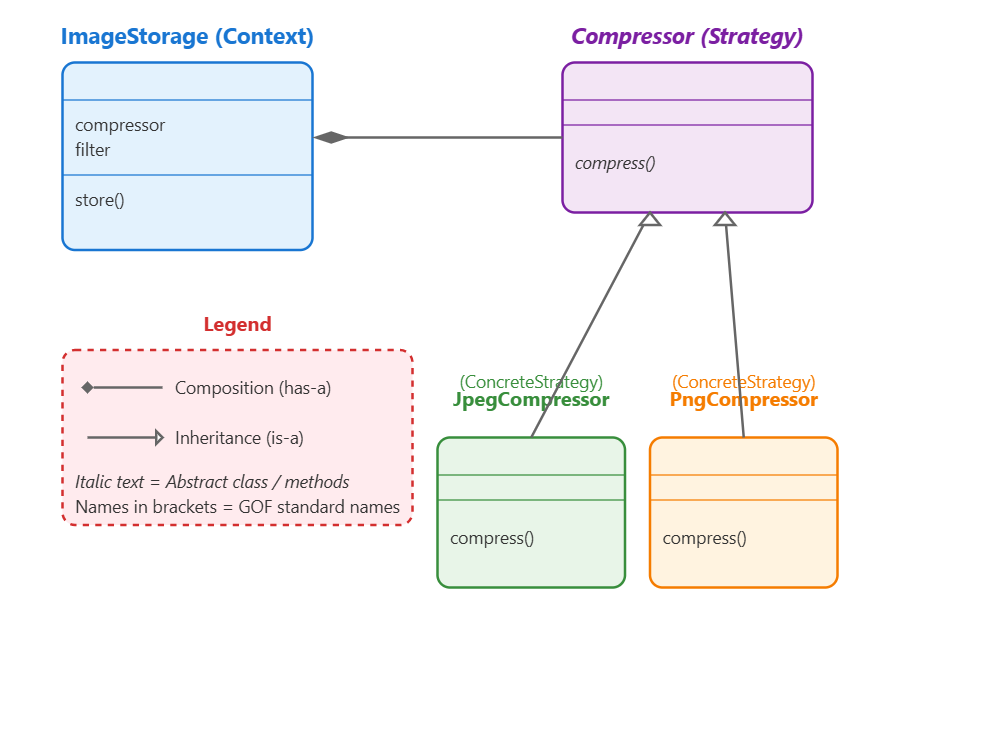 ImageStorage (Context)
compressor
filter
store()
Compressor (Strategy)
compress()
Legend
Composition (has-a)
Inheritance (is-a)
Italic text = Abstract class / methods
Names in brackets = GOF standard names
(ConcreteStrategy)
JpegCompressor
compress()
(ConcreteStrategy)
PngCompressor
compress()